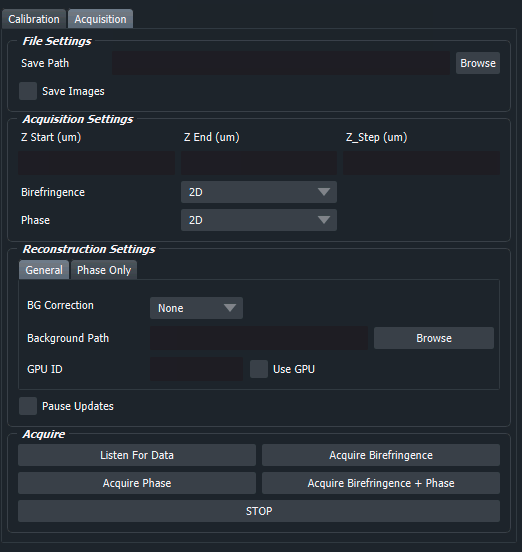 Calibration Acquisition
File Settings
Save Path Browse
Save Images
Acquisition Settings
Z Start (um) Z End (um) Z_Step (um)
Birefringence 2D
Phase 2D
Reconstruction Settings
General Phase Only
BG Correction None
Background Path Browse
GPU ID Use GPU
Pause Updates
Acquire
Listen For Data Acquire Birefringence
Acquire Phase Acquire Birefringence + Phase
STOP